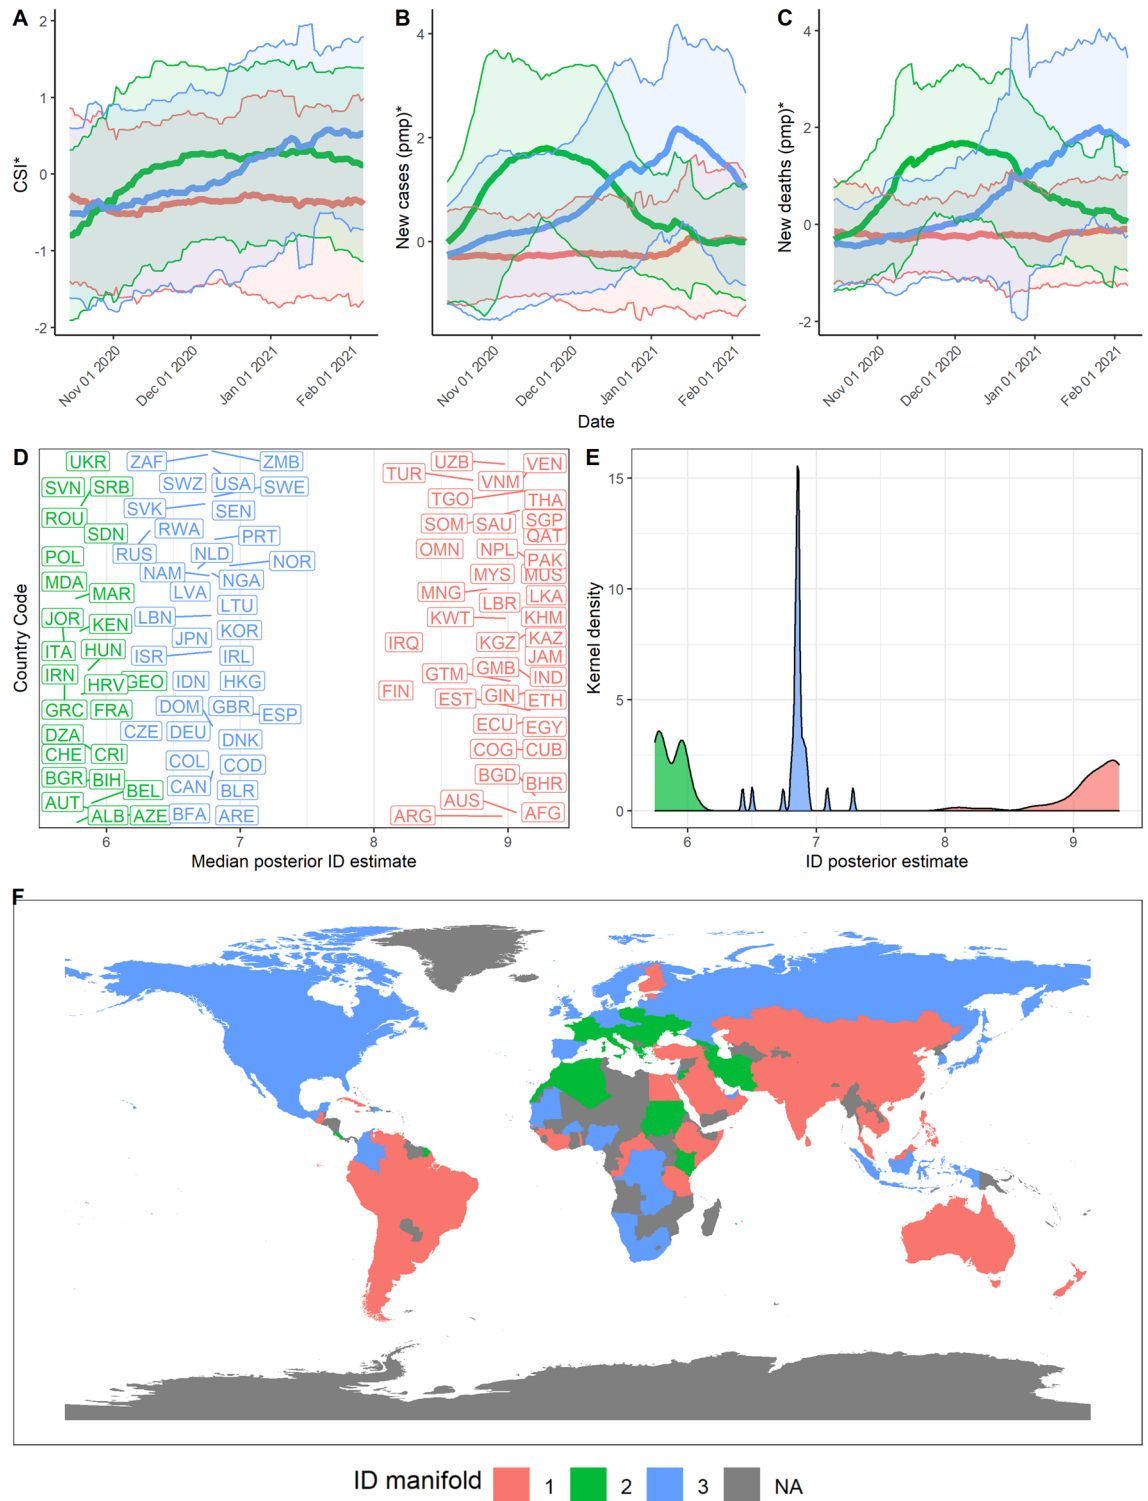 A
B
C
2
1
0
-1
-2
CSI*
4
2
0
New cases (pmp)*
4
2
0
-2
New deaths (pmp)*
Nov 01 2020
Dec 01 2020
Jan 01 2021
Feb 01 2021
Nov 01 2020
Dec 01 2020
Jan 01 2021
Feb 01 2021
Nov 01 2020
Dec 01 2020
Jan 01 2021
Feb 01 2021
Date
D
Country Code
UKR ZAF ZMB UZB VEN
TUR
SVN SRB SWZ USA SWE VNM
TGO THA
ROU SVK SEN SOM SAU SGP
SDN RWA PRT QAT
POL RUS NLD NOR OMN NPL PAK
MDA NAM NGA MYS MUS
MAR LVA MNG LBR LKA
JOR KEN LBN LTU KWT KHM
ITA HUN JPN KOR IRQ KGZ KAZ
ISR IRL JAM
IRN HRV GEO IDN HKG FIN GTM GMB IND
GRC FRA DOM GBR ESP EST GIN ETH
DZA CZE DEU DNK ECU EGY
CHE CRI COL COD COG CUB
BGR BIH CAN BLR BGD BHR
AUT BEL AUS
ALB AZE BFA ARE ARG AFG
6 7 8 9
Median posterior ID estimate
E
15
10
5
0
Kernel density
6 7 8 9
ID posterior estimate
F
ID manifold 1 2 3 NA